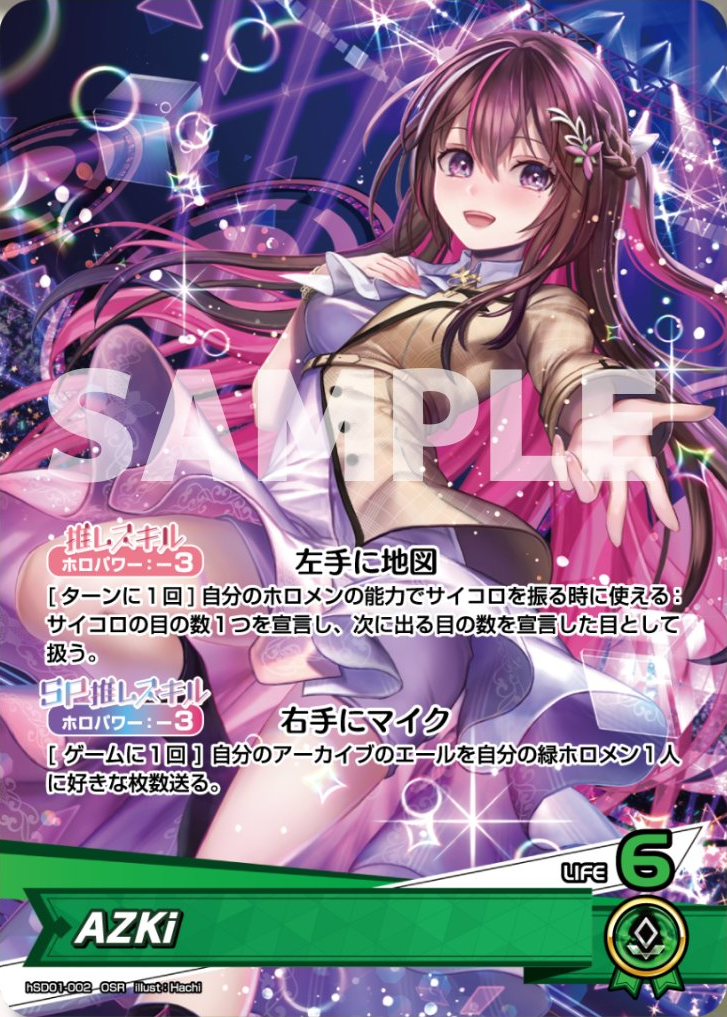 SAMPLE
推しスキル
ホロパワー：－3
左手に地図
[ターンに1回]自分のホロメンの能力でサイコロを振る時に使える：
サイコロの目の数1つを宣言し、次に出る目の数を宣言した目として
扱う。
SP推しスキル
ホロパワー：－3
右手にマイク
[ゲームに1回]自分のアーカイブのエールを自分の緑ホロメン1人
に好きな枚数送る。
LIFE 6
AZKi
hSD01-002 OSR illust：Hachi